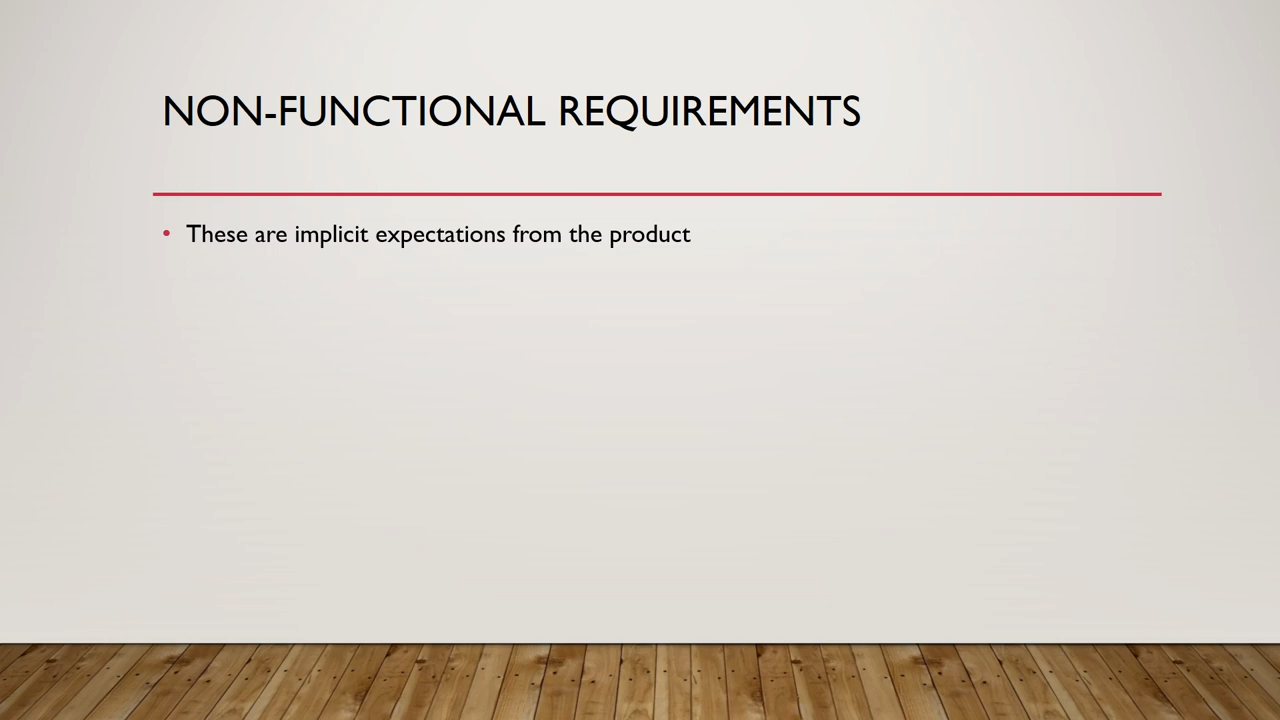 NON-FUNCTIONAL REQUIREMENTS
• These are implicit expectations from the product